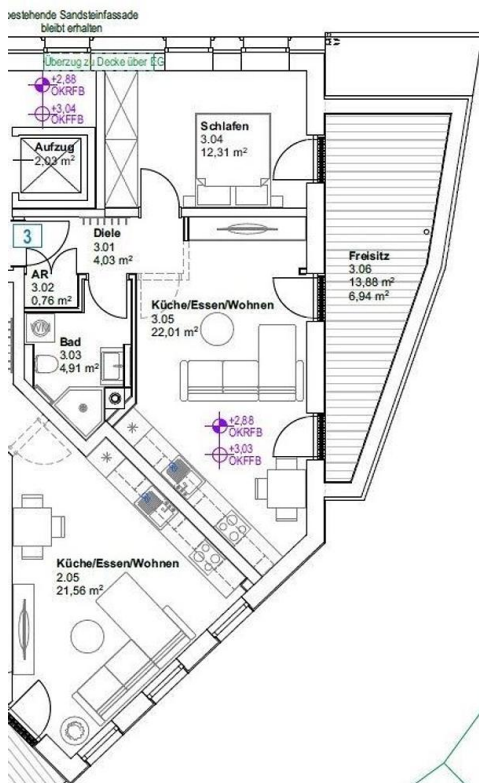 bestehende Sandsteinfassade
bleibt erhalten
Überzug zu Decke über EG
+2,88
OKRFB
+3,04
OKFFB
Aufzug
2,03 m²
Schlafen
3.04
12,31 m²
3
Diele
3.01
4,03 m²
AR
3.02
0,76 m²
Freisitz
3.06
13,88 m²
6,94 m²
Küche/Essen/Wohnen
3.05
22,01 m²
WM
Bad
3.03
4,91 m²
+2,88
OKRFB
+3,03
OKFFB
Küche/Essen/Wohnen
2.05
21,56 m²